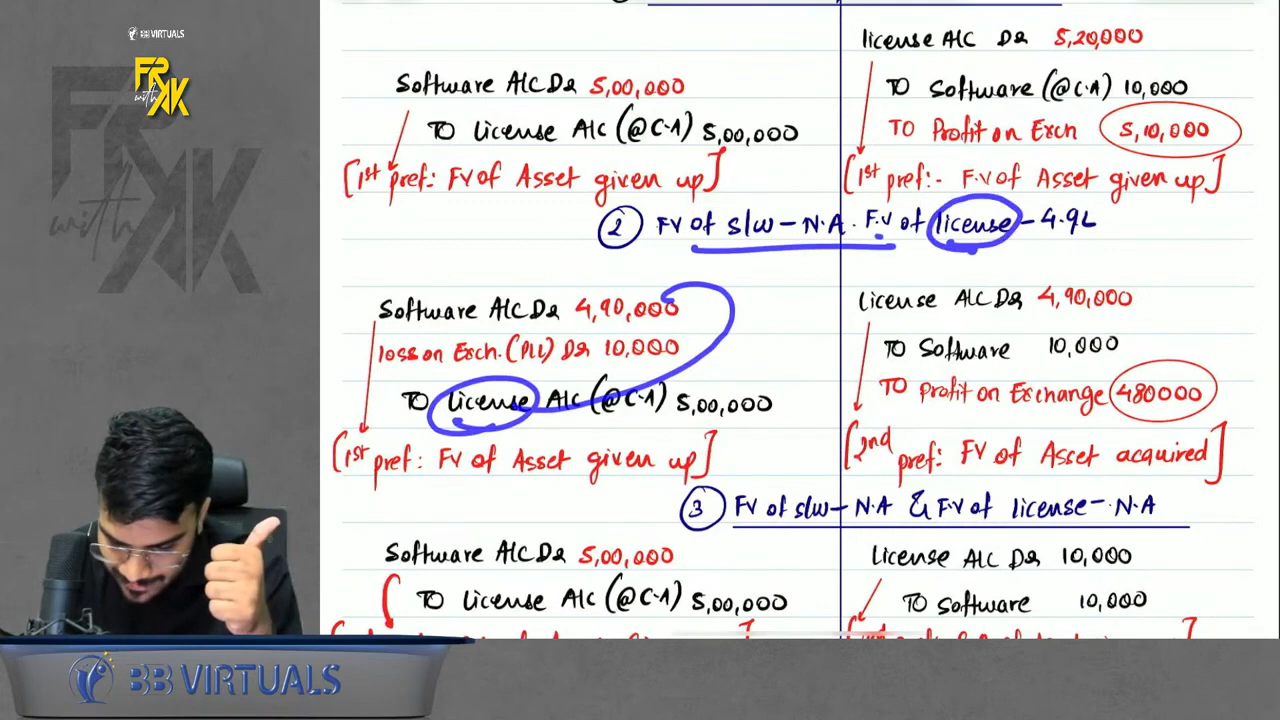 BB VIRTUALS
FR
with
AK
FR
with
AK
Software A/C Dr 5,00,000
TO License A/C (@C.A) 5,00,000
[1st pref: FV of Asset given up]
License A/C Dr 5,20,000
TO Software (@C.A) 10,000
TO Profit on Exch 5,10,000
[1st pref:- F.V of Asset given up]
② FV of s/w – N.A. F.V of license – 4.9L
Software A/C Dr 4,90,000
loss on Exch. (P/L) Dr 10,000
TO License A/C (@C.A) 5,00,000
[1st pref: FV of Asset given up]
License A/C Dr 4,90,000
TO Software 10,000
TO Profit on Exchange 480000
[2nd pref: FV of Asset acquired]
③ FV of s/w – N.A & F.V of license – N.A
Software A/C Dr 5,00,000
TO License A/C (@C.A) 5,00,000
License A/C Dr 10,000
TO Software 10,000
BB VIRTUALS